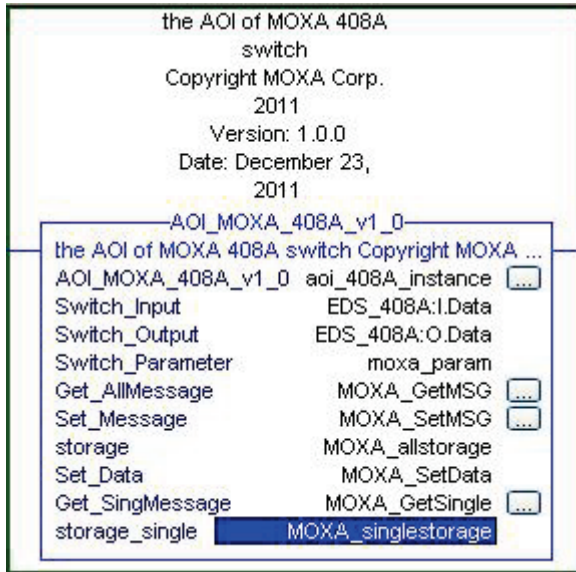 the AOI of MOXA 408A
switch
Copyright MOXA Corp.
2011
Version: 1.0.0
Date: December 23,
2011
AOI_MOXA_408A_v1_0
the AOI of MOXA 408A switch Copyright MOXA ...
AOI_MOXA_408A_v1_0 aoi_408A_instance ...
Switch_Input EDS_408A:I.Data
Switch_Output EDS_408A:O.Data
Switch_Parameter moxa_param
Get_AllMessage MOXA_GetMSG ...
Set_Message MOXA_SetMSG ...
storage MOXA_allstorage
Set_Data MOXA_SetData
Get_SingMessage MOXA_GetSingle ...
storage_single MOXA_singlestorage